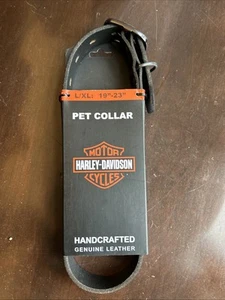 L/XL: 19"-23"
PET COLLAR
MOTOR
HARLEY-DAVIDSON
CYCLES
HANDCRAFTED
GENUINE LEATHER